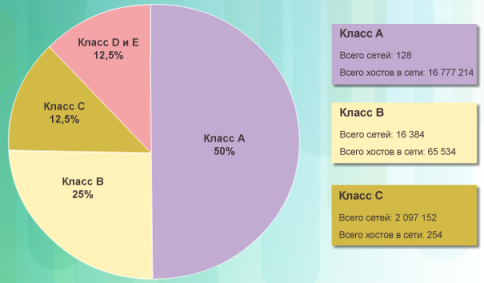 Класс D и E
12,5%
Класс C
12,5%
Класс A
50%
Класс B
25%
Класс A
Всего сетей: 128
Всего хостов в сети: 16 777 214
Класс B
Всего сетей: 16 384
Всего хостов в сети: 65 534
Класс C
Всего сетей: 2 097 152
Всего хостов в сети: 254